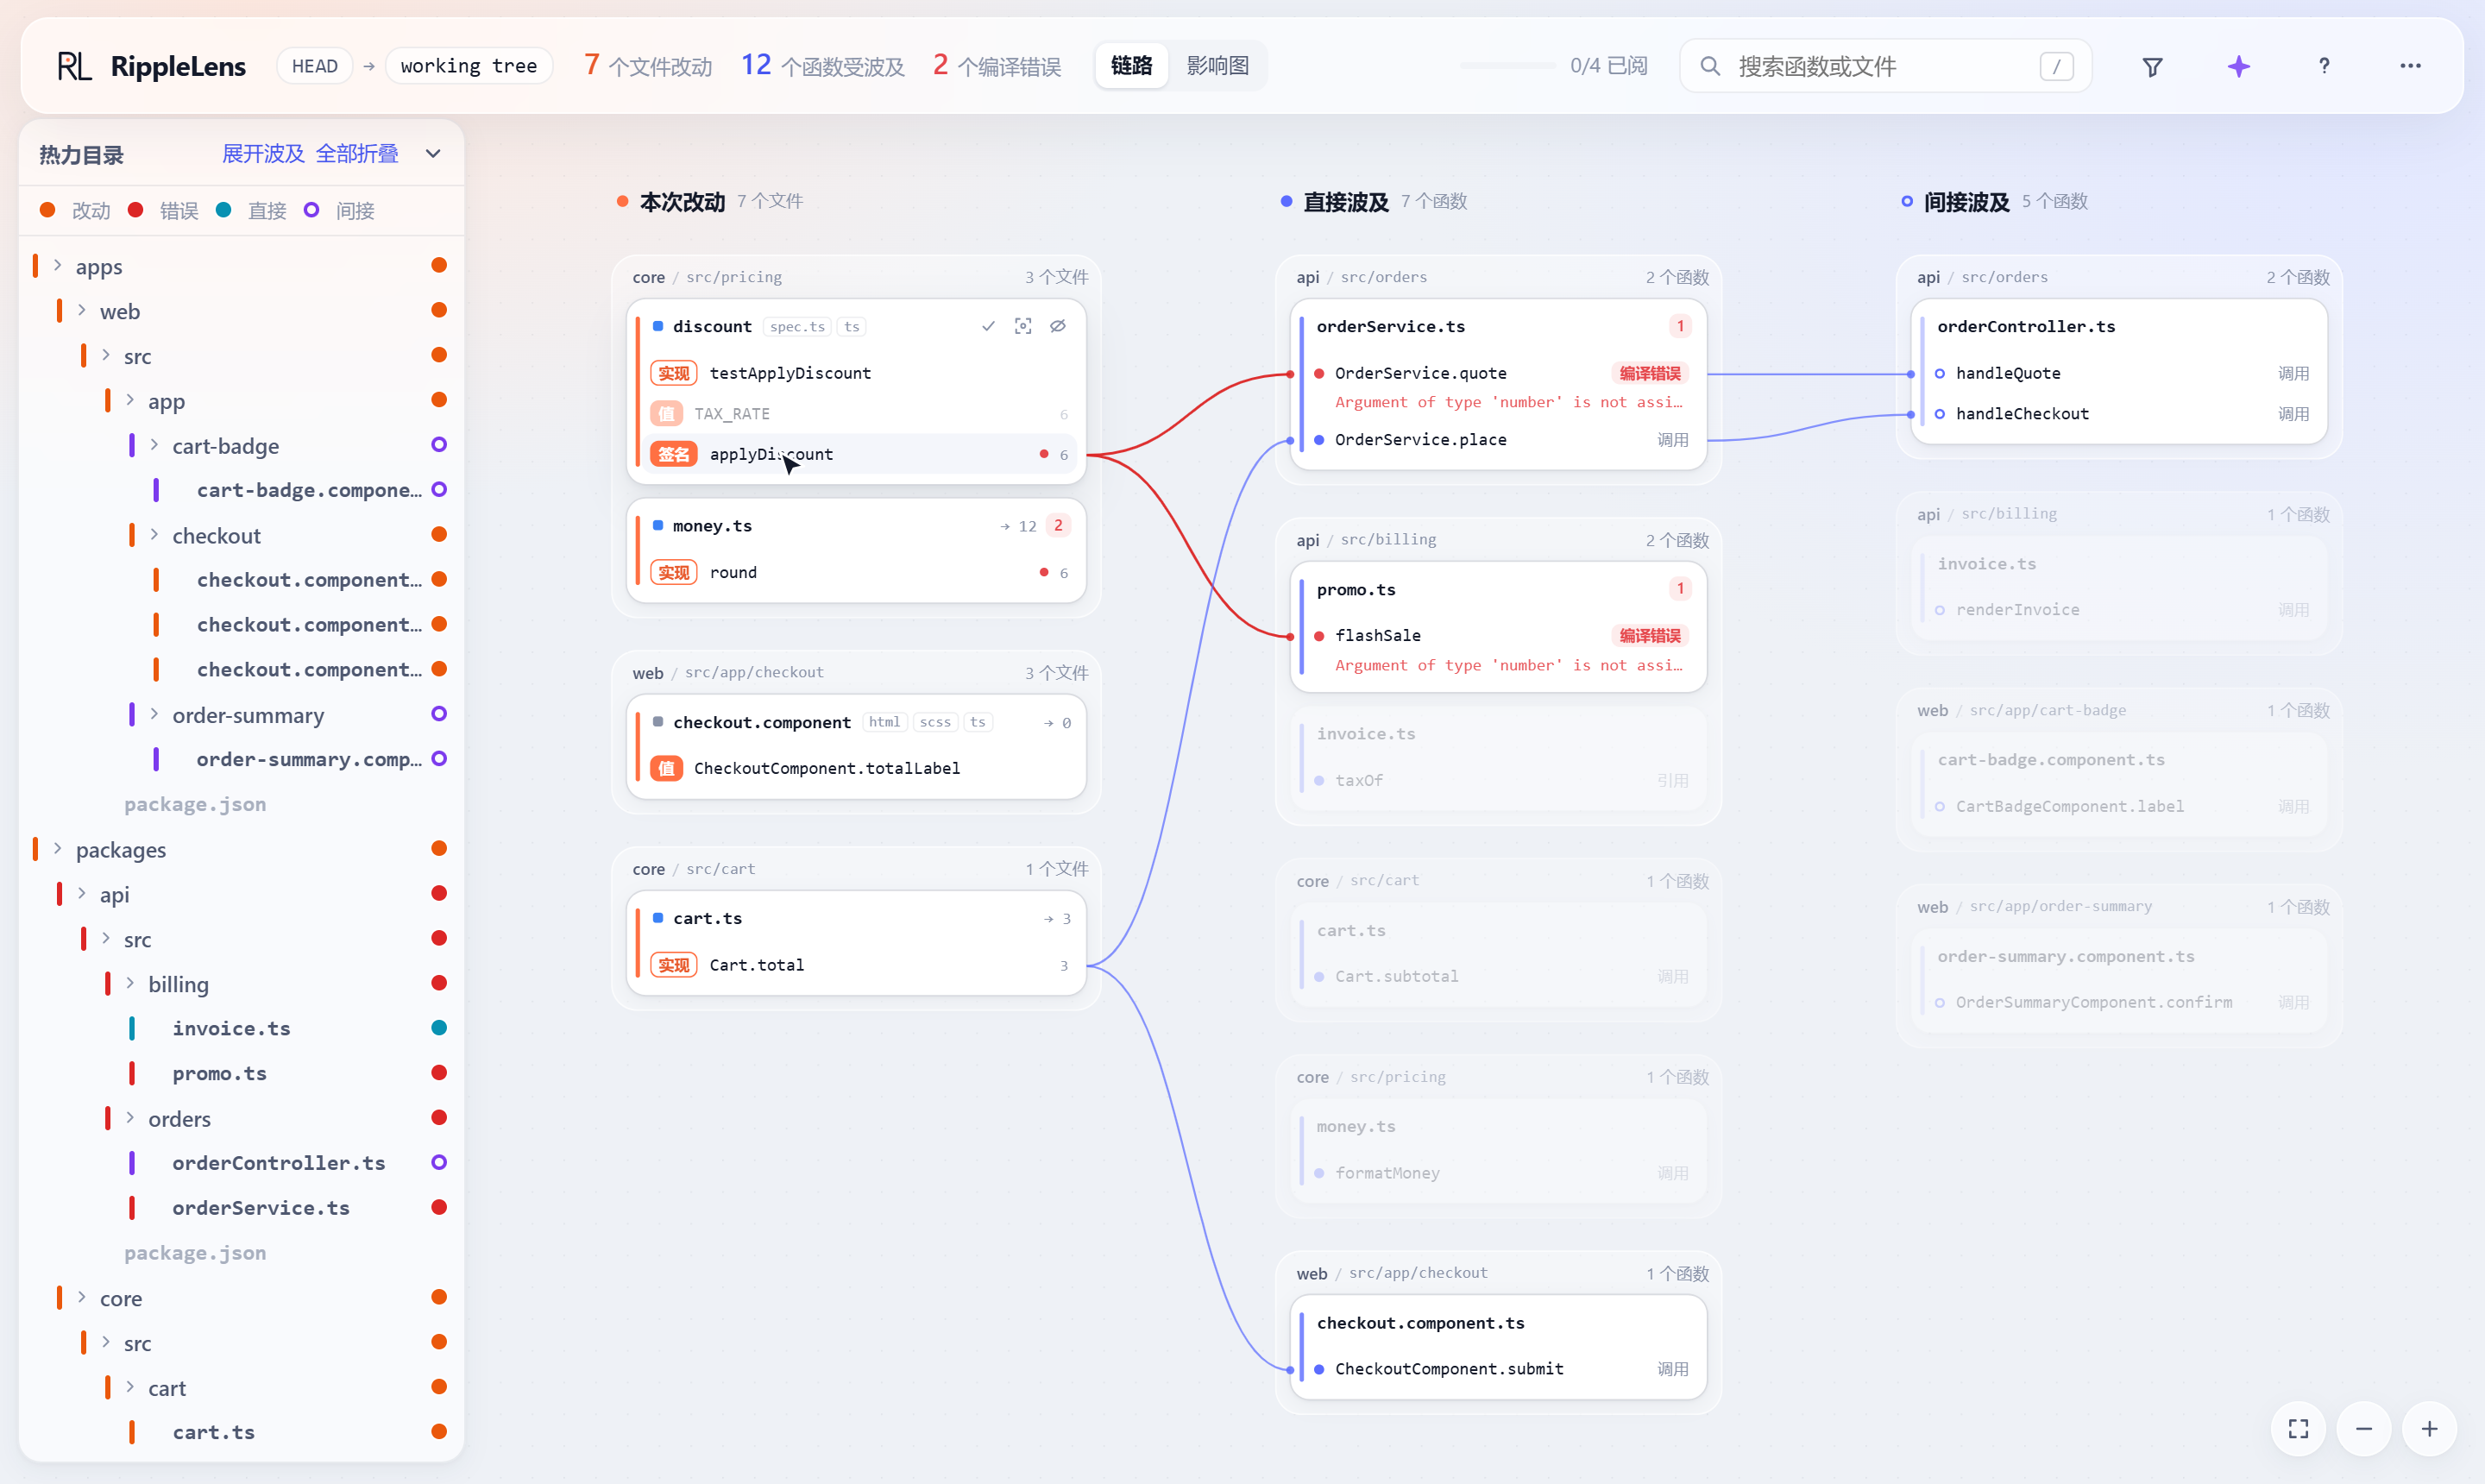 RL RippleLens HEAD → working tree 7 个文件改动 12 个函数受波及 2 个编译错误 链路 影响图 0/4 已阅 搜索函数或文件 / ?
热力目录 展开波及 全部折叠
改动 错误 直接 间接
apps
web
src
app
cart-badge
cart-badge.compone…
checkout
checkout.component…
checkout.component…
checkout.component…
order-summary
order-summary.comp…
package.json
packages
api
src
billing
invoice.ts
promo.ts
orders
orderController.ts
orderService.ts
package.json
core
src
cart
cart.ts
本次改动 7 个文件
core / src/pricing 3 个文件
discount spec.ts ts
实现 testApplyDiscount
值 TAX_RATE 6
签名 applyDiscount 6
money.ts → 12 2
实现 round 6
web / src/app/checkout 3 个文件
checkout.component html scss ts → 0
值 CheckoutComponent.totalLabel
core / src/cart 1 个文件
cart.ts → 3
实现 Cart.total 3
直接波及 7 个函数
api / src/orders 2 个函数
orderService.ts 1
OrderService.quote 编译错误
Argument of type 'number' is not assi…
OrderService.place 调用
api / src/billing 2 个函数
promo.ts 1
flashSale 编译错误
Argument of type 'number' is not assi…
invoice.ts
taxOf 引用
core / src/cart 1 个函数
cart.ts
Cart.subtotal 调用
core / src/pricing 1 个函数
money.ts
formatMoney 调用
web / src/app/checkout 1 个函数
checkout.component.ts
CheckoutComponent.submit 调用
间接波及 5 个函数
api / src/orders 2 个函数
orderController.ts
handleQuote 调用
handleCheckout 调用
api / src/billing 1 个函数
invoice.ts
renderInvoice 调用
web / src/app/cart-badge 1 个函数
cart-badge.component.ts
CartBadgeComponent.label 调用
web / src/app/order-summary 1 个函数
order-summary.component.ts
OrderSummaryComponent.confirm 调用